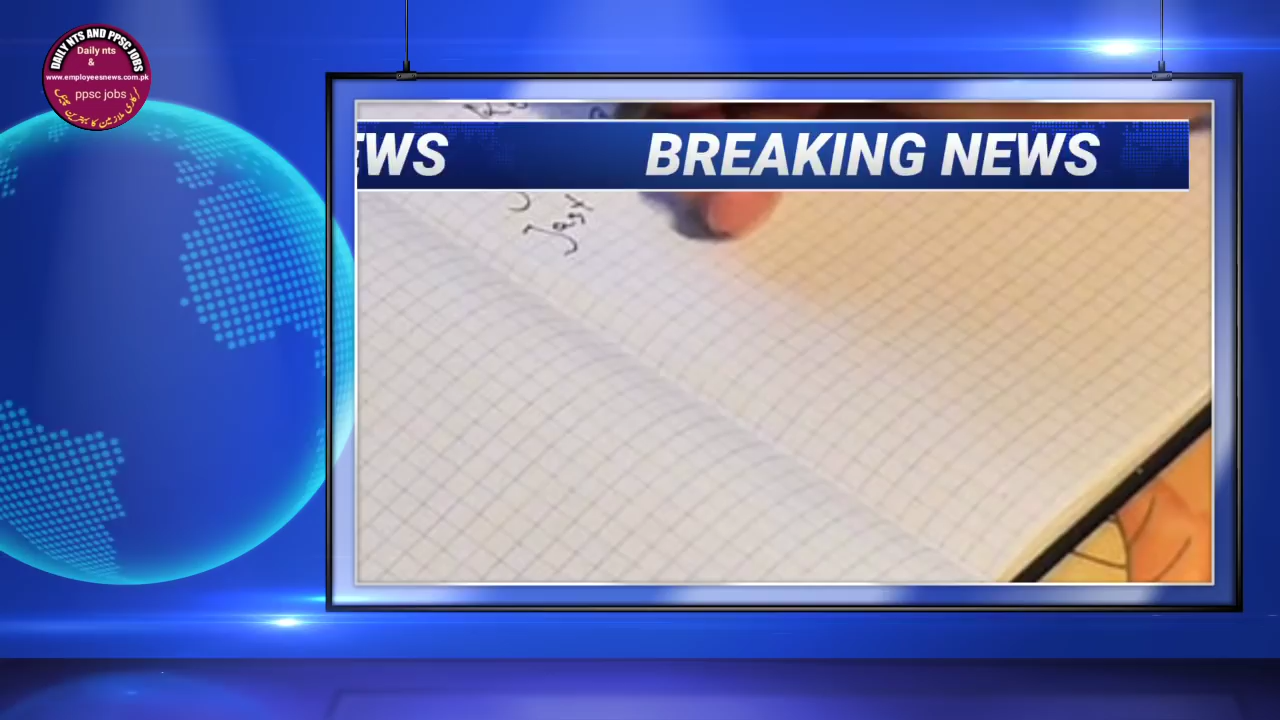 DAILY NTS AND PPSC JOBS
Daily nts
&
www.employeesnews.com.pk
ppsc jobs
EWS
BREAKING NEWS